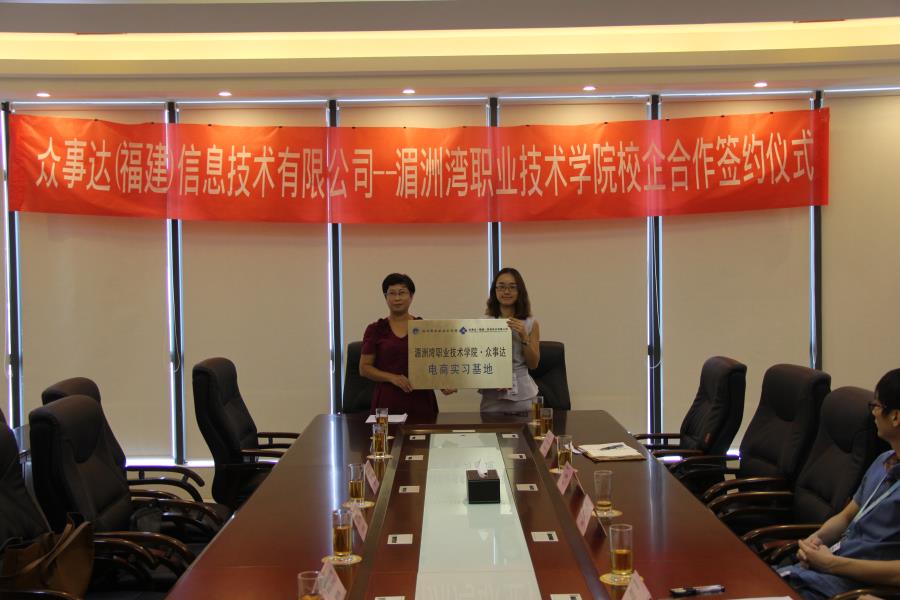 众事达(福建)信息技术有限公司--湄洲湾职业技术学院校企合作签约仪式
湄洲湾职业技术学院·众事达
电商实习基地